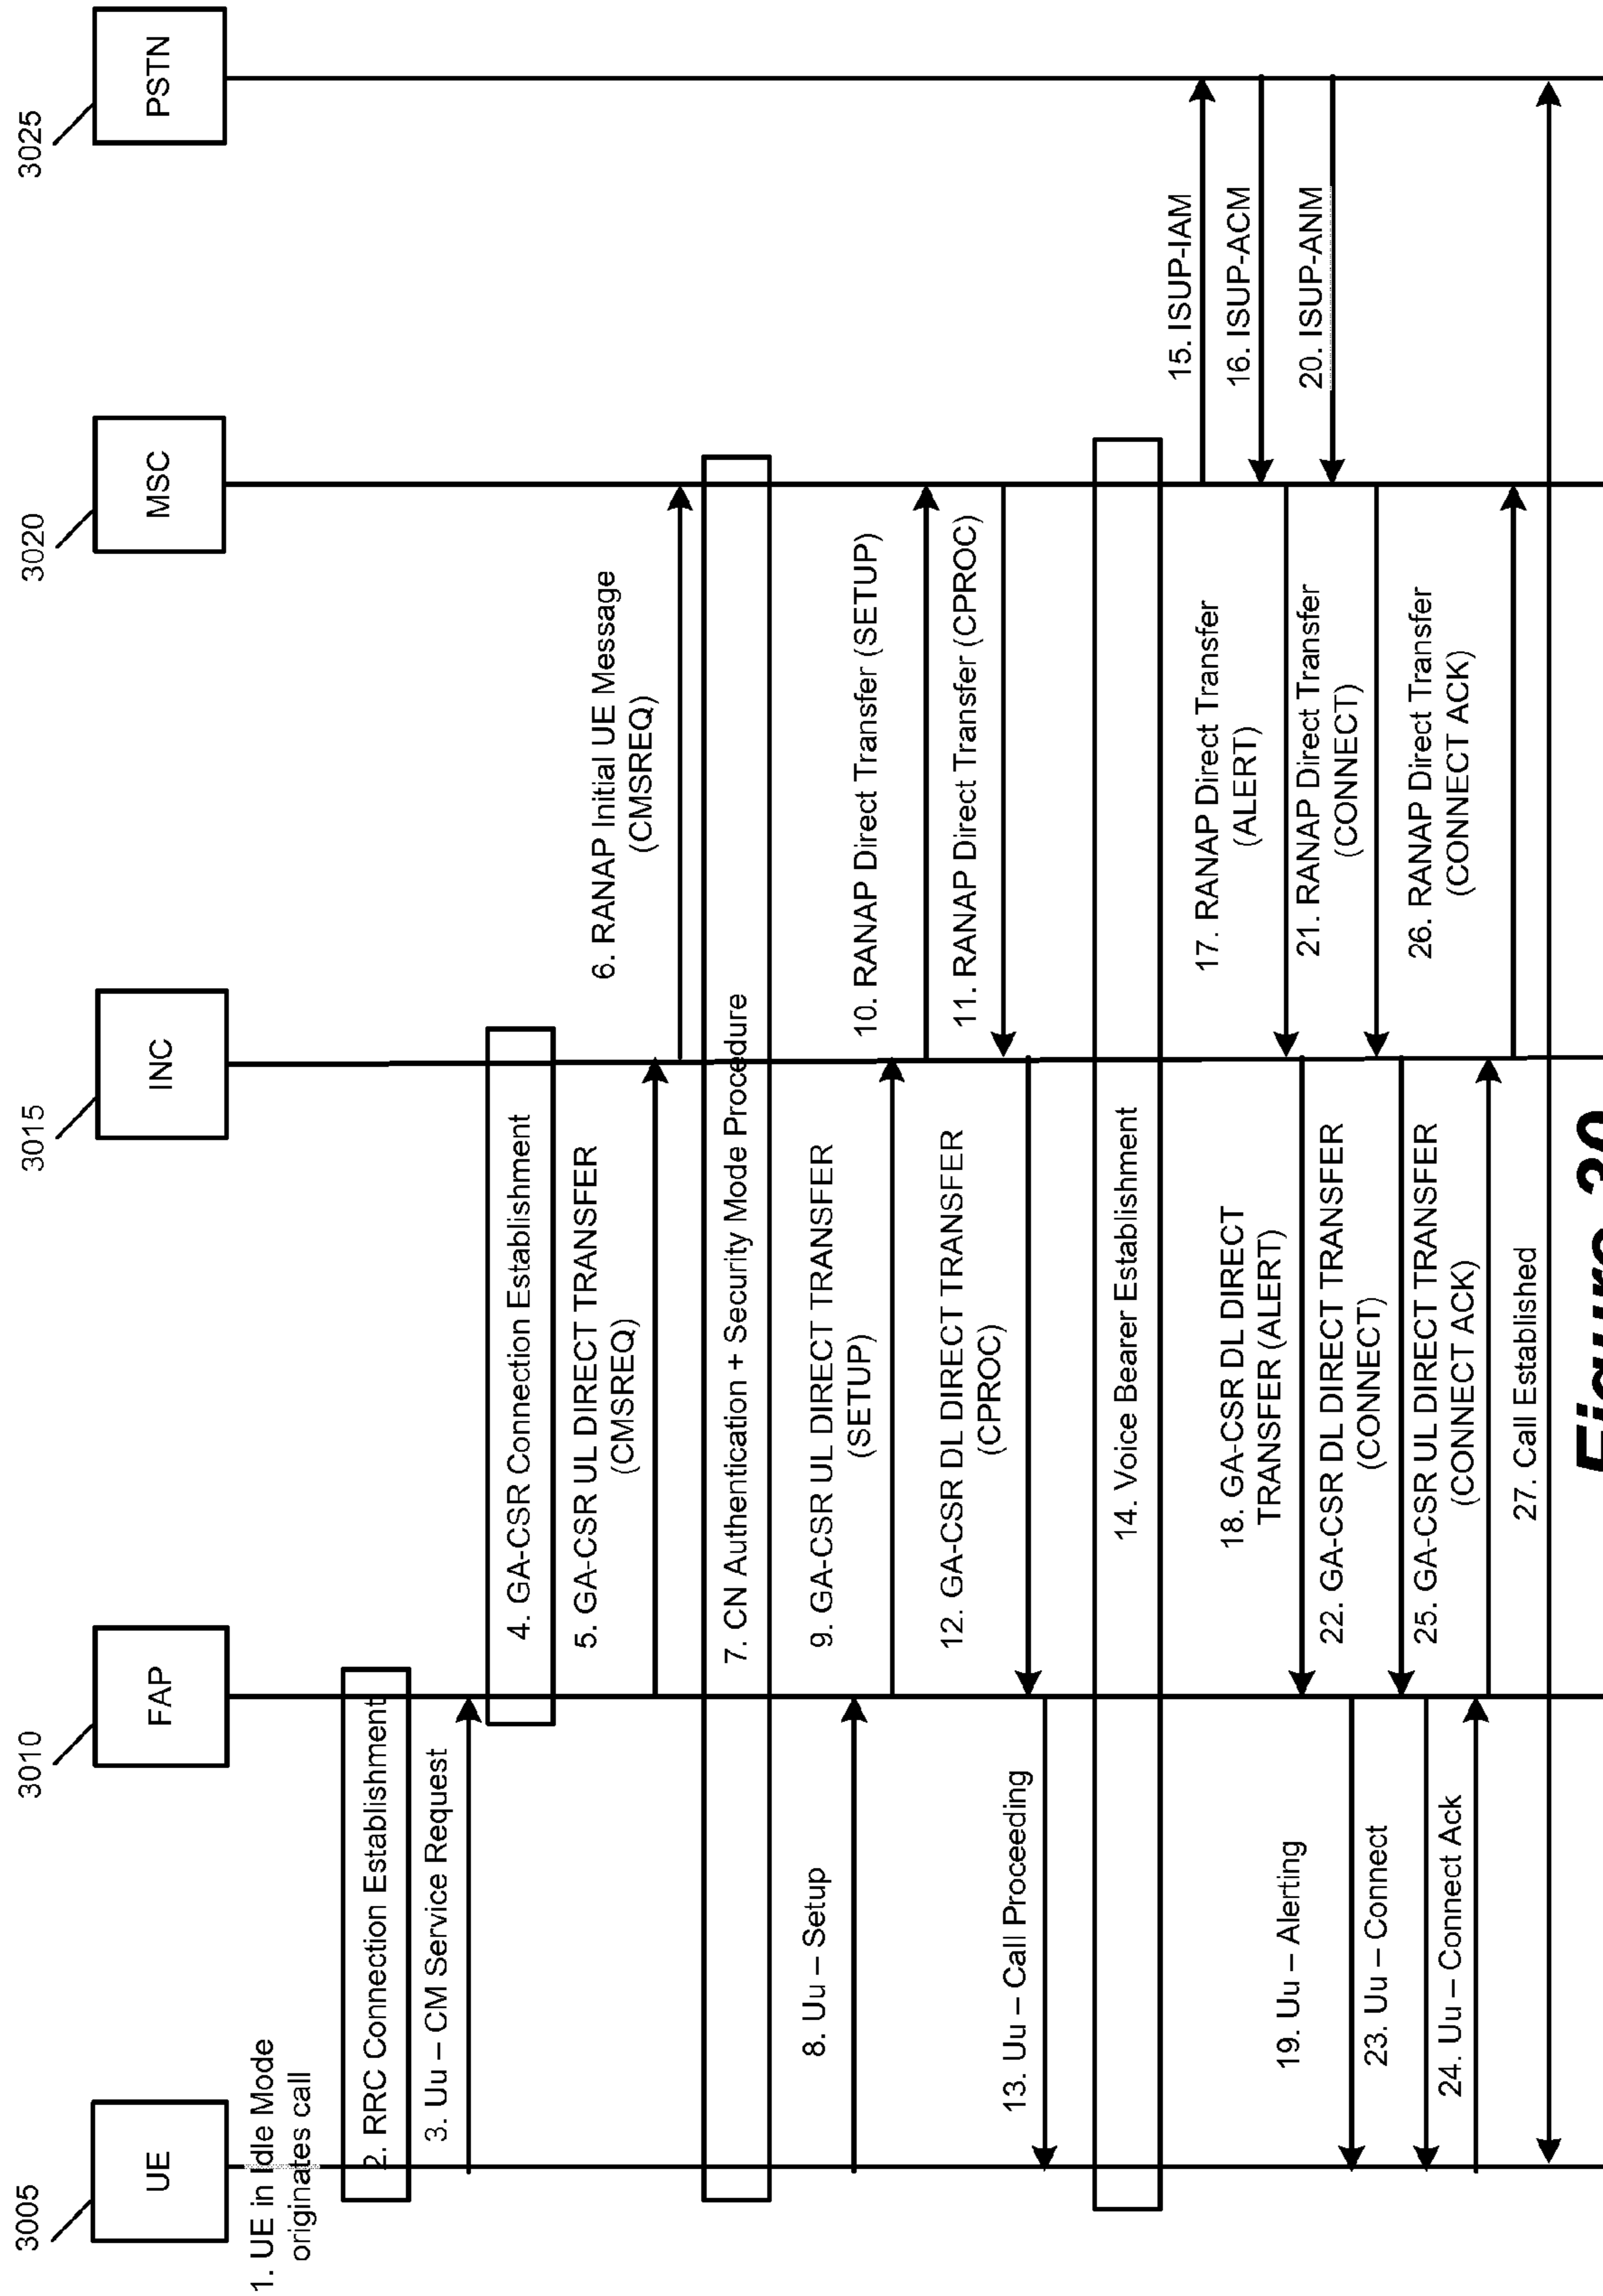 3005
3010
3015
3020
3025
UE
FAP
INC
MSC
PSTN
1. UE in Idle Mode
originates call
2. RRC Connection Establishment
3. Uu – CM Service Request
4. GA-CSR Connection Establishment
5. GA-CSR UL DIRECT TRANSFER
(CMSREQ)
6. RANAP Initial UE Message
(CMSREQ)
7. CN Authentication + Security Mode Procedure
8. Uu – Setup
9. GA-CSR UL DIRECT TRANSFER
(SETUP)
10. RANAP Direct Transfer (SETUP)
11. RANAP Direct Transfer (CPROC)
12. GA-CSR DL DIRECT TRANSFER
(CPROC)
13. Uu – Call Proceeding
14. Voice Bearer Establishment
15. ISUP-IAM
16. ISUP-ACM
17. RANAP Direct Transfer
(ALERT)
18. GA-CSR DL DIRECT
TRANSFER (ALERT)
19. Uu – Alerting
20. ISUP-ANM
21. RANAP Direct Transfer
(CONNECT)
22. GA-CSR DL DIRECT TRANSFER
(CONNECT)
23. Uu – Connect
24. Uu – Connect Ack
25. GA-CSR UL DIRECT TRANSFER
(CONNECT ACK)
26. RANAP Direct Transfer
(CONNECT ACK)
27. Call Established
Figure 30